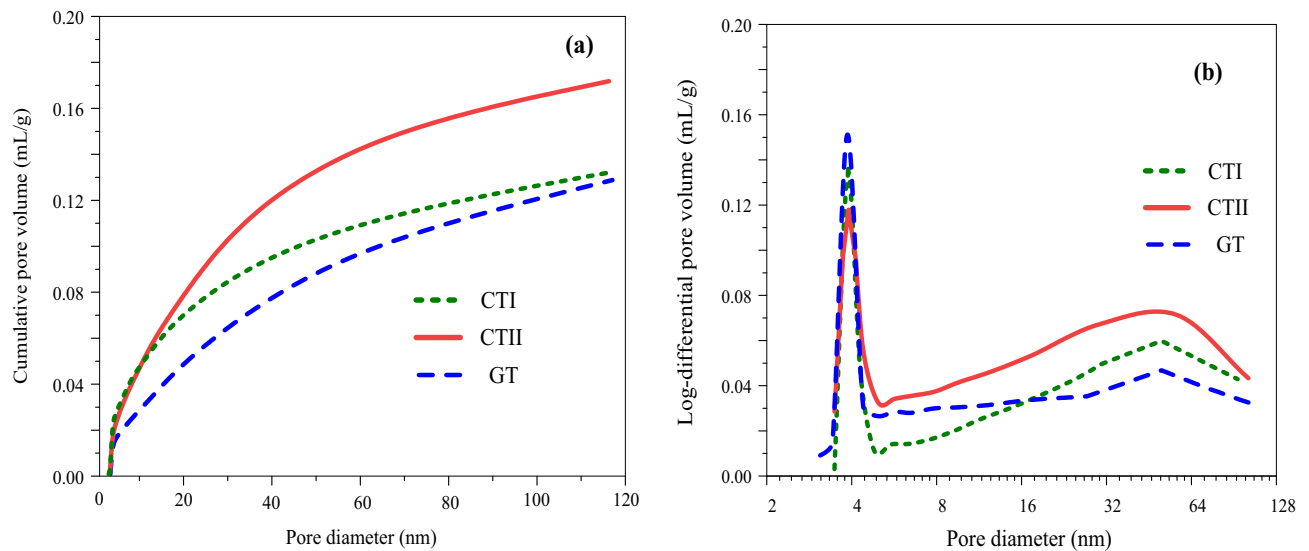 (a)
Cumulative pore volume (mL/g)
0.20
0.16
0.12
0.08
0.04
0.00
CTI
CTII
GT
0
20
40
60
80
100
120
Pore diameter (nm)
(b)
Log-differential pore volume (mL/g)
0.20
0.16
0.12
0.08
0.04
0.00
CTI
CTII
GT
2
4
8
16
32
64
128
Pore diameter (nm)